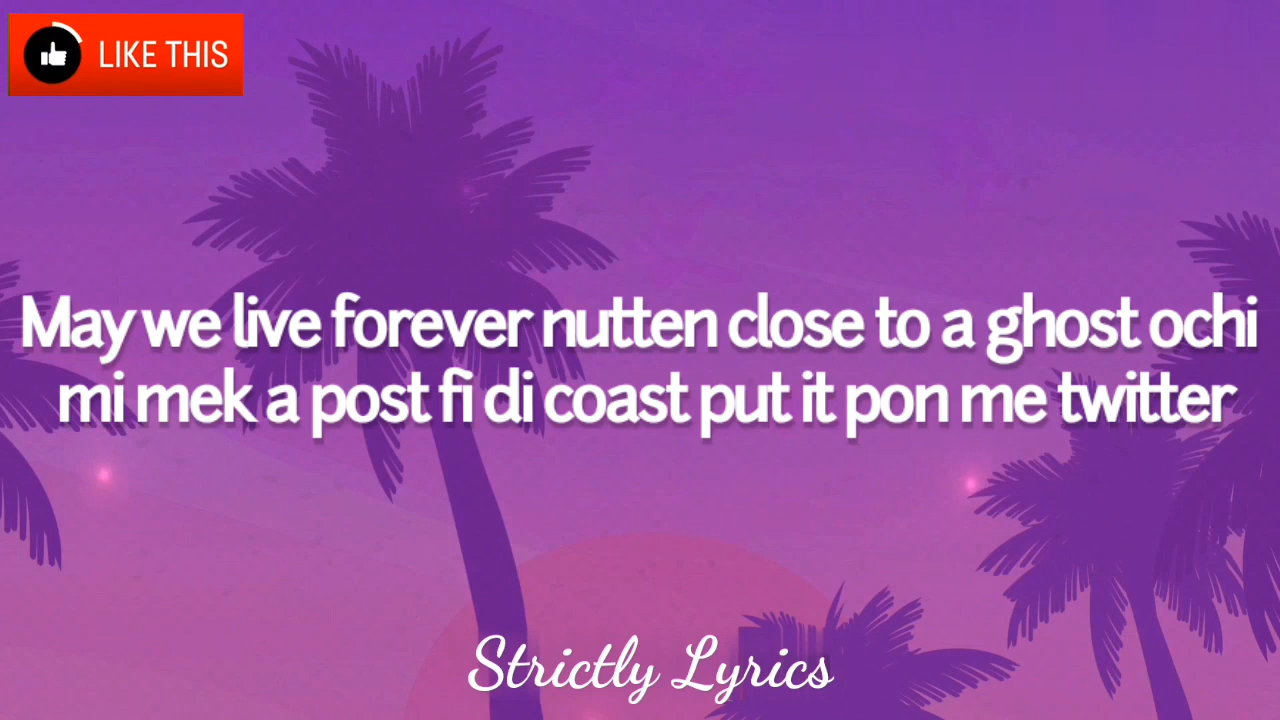 LIKE THIS
May we live forever nutten close to a ghost ochi
mi mek a post fi di coast put it pon me twitter
Strictly Lyrics